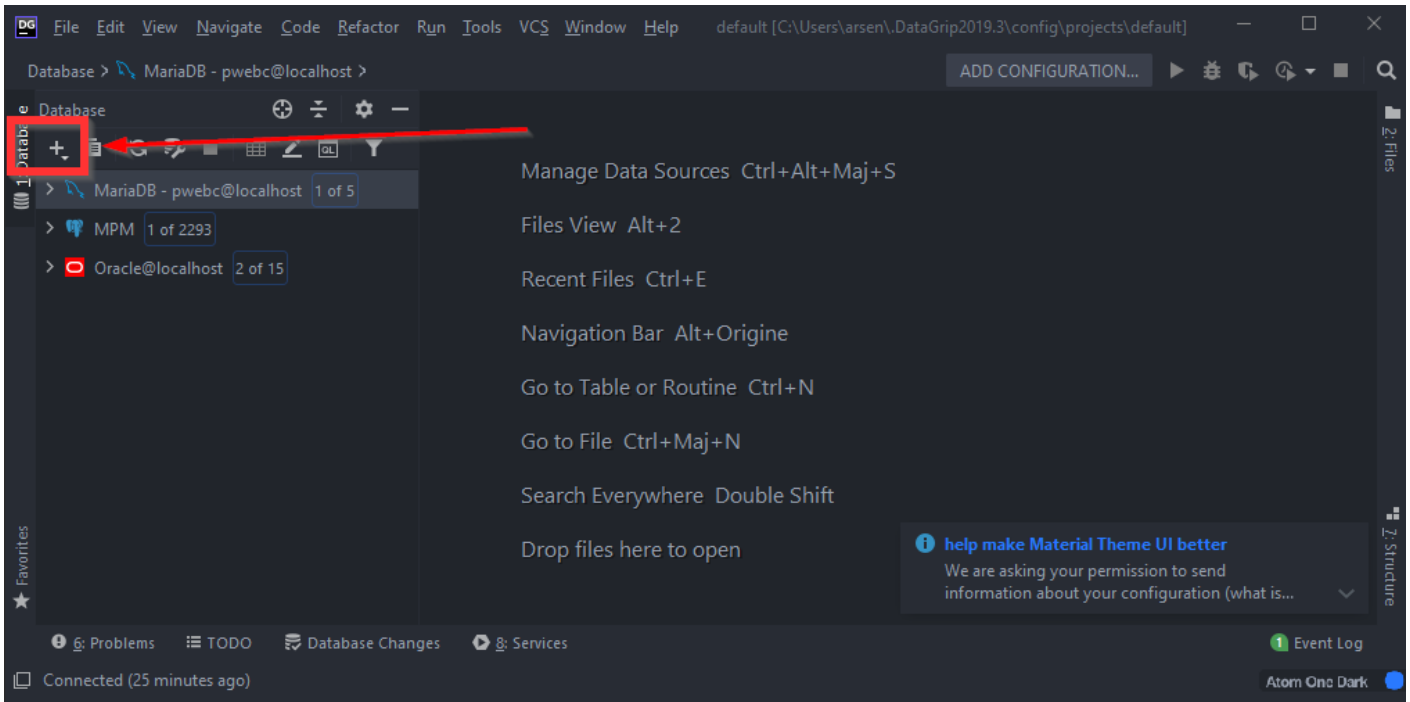 DG File Edit View Navigate Code Refactor Run Tools VCS Window Help default [C:\Users\arsen\.DataGrip2019.3\config\projects\default]
Database > MariaDB - pwebc@localhost > ADD CONFIGURATION...
Database
1: Database
QL
MariaDB - pwebc@localhost 1 of 5
MPM 1 of 2293
Oracle@localhost 2 of 15
Manage Data Sources Ctrl+Alt+Maj+S
Files View Alt+2
Recent Files Ctrl+E
Navigation Bar Alt+Origine
Go to Table or Routine Ctrl+N
Go to File Ctrl+Maj+N
Search Everywhere Double Shift
Drop files here to open
2: Files
7: Structure
Favorites
help make Material Theme UI better
We are asking your permission to send
information about your configuration (what is...
6: Problems TODO Database Changes 8: Services 1 Event Log
Connected (25 minutes ago) Atom One Dark